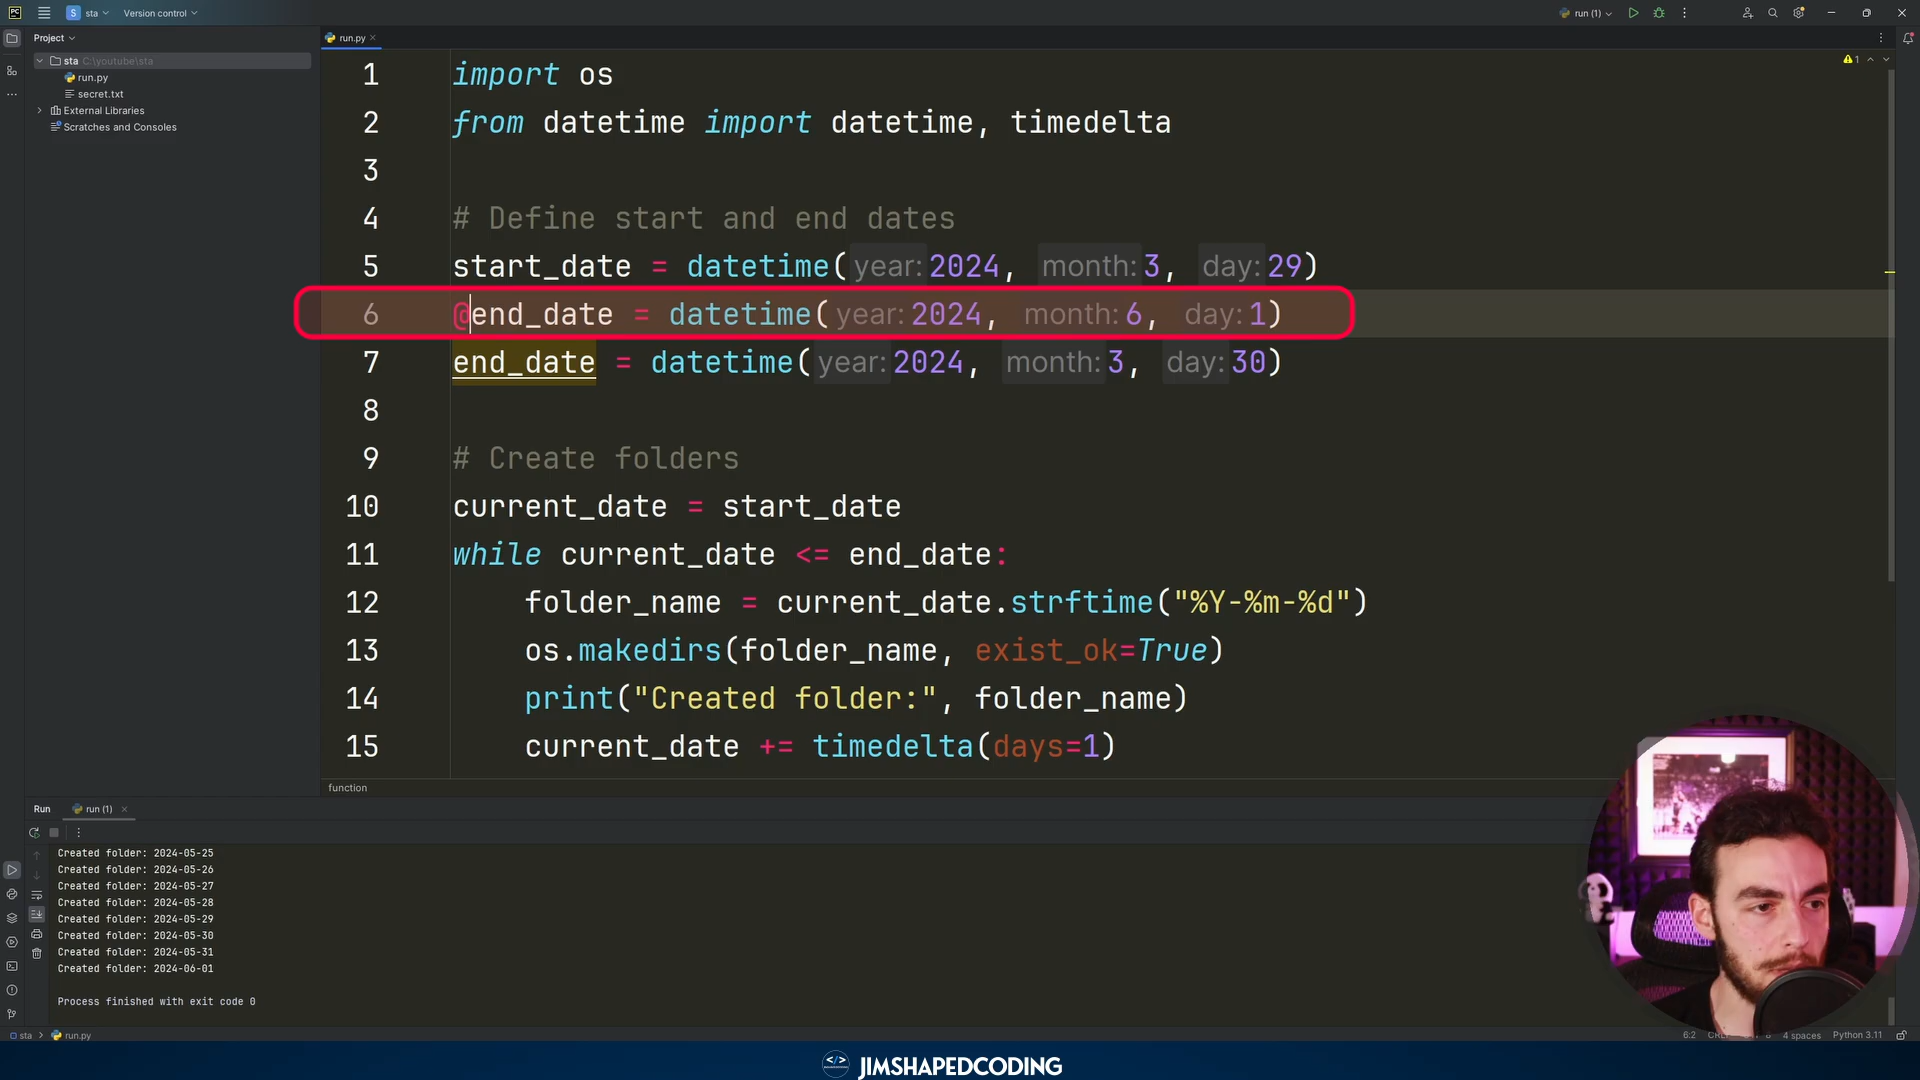 sta
Version control
run (1)
Project
run.py
sta C:\youtube\sta
run.py
secret.txt
External Libraries
Scratches and Consoles
1
1 import os
2 from datetime import datetime, timedelta
3
4 # Define start and end dates
5 start_date = datetime(year:2024, month:3, day:29)
6 @end_date = datetime(year:2024, month:6, day:1)
7 end_date = datetime(year:2024, month:3, day:30)
8
9 # Create folders
10 current_date = start_date
11 while current_date <= end_date:
12 folder_name = current_date.strftime("%Y-%m-%d")
13 os.makedirs(folder_name, exist_ok=True)
14 print("Created folder:", folder_name)
15 current_date += timedelta(days=1)
function
Run run (1)
Created folder: 2024-05-25
Created folder: 2024-05-26
Created folder: 2024-05-27
Created folder: 2024-05-28
Created folder: 2024-05-29
Created folder: 2024-05-30
Created folder: 2024-05-31
Created folder: 2024-06-01
Process finished with exit code 0
sta > run.py
6:2 4 spaces Python 3.11
</> JIMSHAPEDCODING